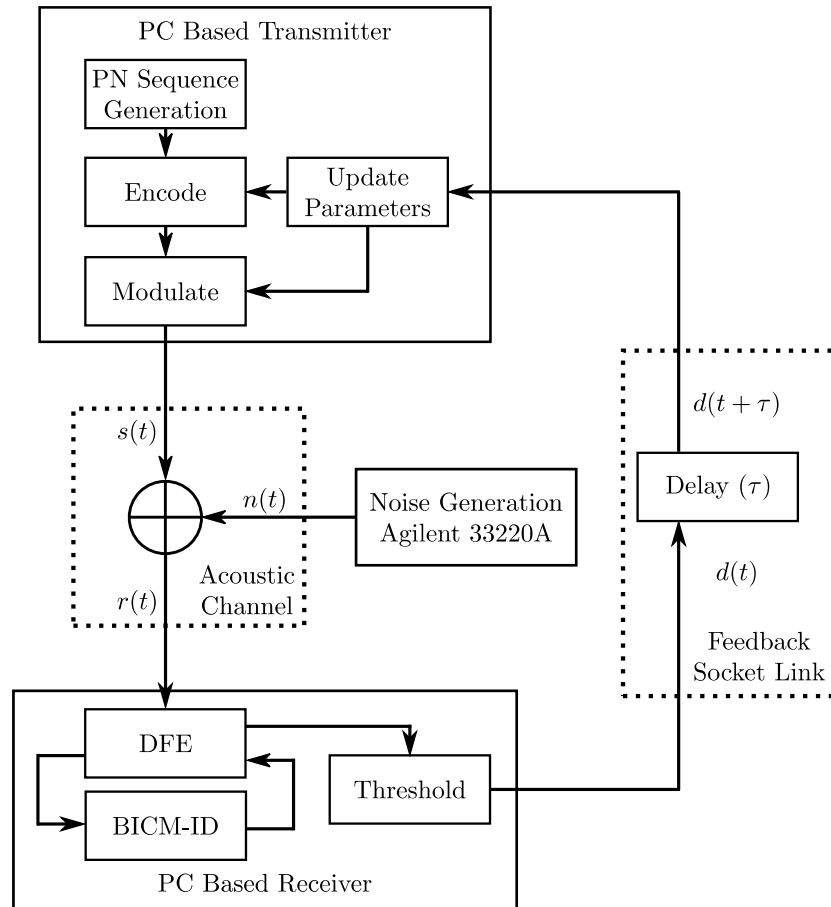 PC Based Transmitter
PN Sequence
Generation
Encode
Update
Parameters
Modulate
s(t)
d(t + τ)
n(t)
Noise Generation
Agilent 33220A
Delay (τ)
Acoustic
Channel
r(t)
d(t)
Feedback
Socket Link
DFE
Threshold
BICM-ID
PC Based Receiver